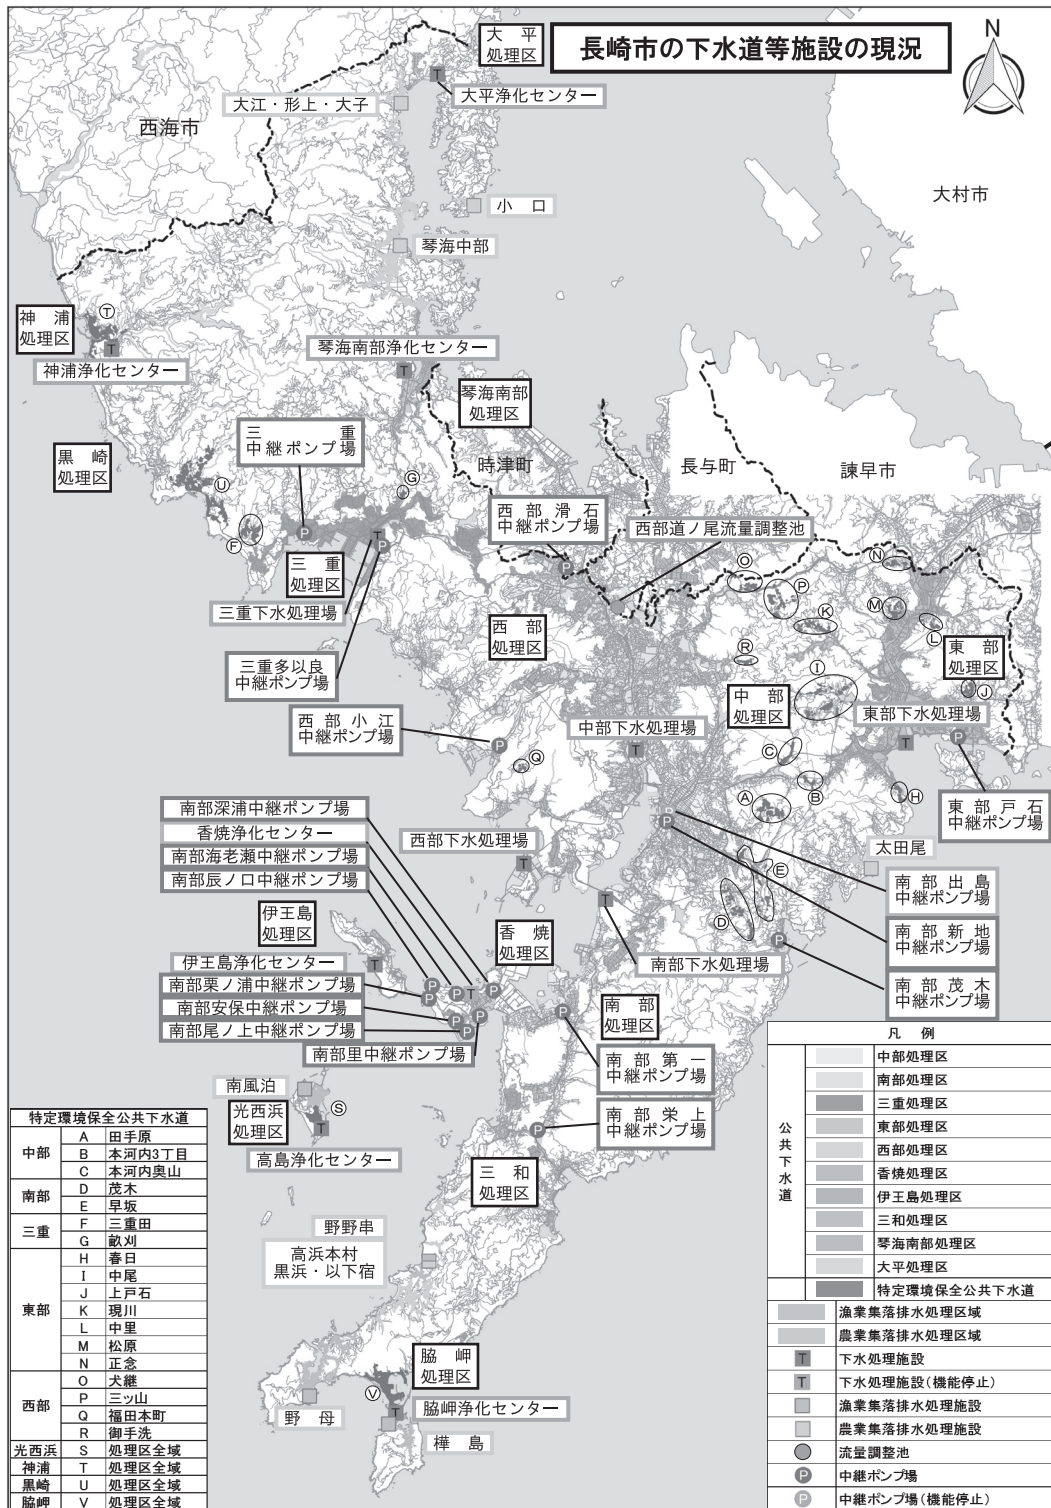 長崎市の下水道等施設の現況
N
大 平
処理区
T
大平浄化センター
大江・形上・大子
西海市
大村市
小 口
琴海中部
神 浦
処理区
T
T
神浦浄化センター
琴海南部浄化センター
T
琴海南部
処理区
三 重
中継ポンプ場
黒 崎
処理区
時津町
長与町
諫早市
U
G
西 部 滑 石
中継ポンプ場
西部道ノ尾流量調整池
F
P
T
P
P
三 重
処理区
三重下水処理場
O
P
N
M
K
L
西 部
処理区
R
東 部
処理区
三重多以良
中継ポンプ場
I
J
中 部
処理区
西 部 小 江
中継ポンプ場
中部下水処理場
東部下水処理場
P
T
C
T
P
Q
B
H
A
南部深浦中継ポンプ場
香焼浄化センター
南部海老瀬中継ポンプ場
南部辰ノ口中継ポンプ場
西部下水処理場
T
P
P
東 部 戸 石
中継ポンプ場
太田尾
E
南 部 出 島
中継ポンプ場
D
T
伊王島
処理区
香 焼
処理区
南 部 新 地
中継ポンプ場
P
伊王島浄化センター
T
南部下水処理場
南 部 茂 木
中継ポンプ場
南部栗ノ浦中継ポンプ場
P
P
P
T
P
南部安保中継ポンプ場
南部尾ノ上中継ポンプ場
P
P
P
P
南部里中継ポンプ場
南 部
処理区
南 部 第 一
中継ポンプ場
南風泊
光西浜
処理区
S
T
高島浄化センター
南 部 栄 上
中継ポンプ場
P
三 和
処理区
野野串
高浜本村
黒浜・以下宿
脇 岬
処理区
V
T
脇岬浄化センター
野 母
樺 島
特定環境保全公共下水道
中部 A 田手原
B 本河内3丁目
C 本河内奥山
南部 D 茂木
E 早坂
三重 F 三重田
G 畝刈
東部 H 春日
I 中尾
J 上戸石
K 現川
L 中里
M 松原
N 正念
西部 O 犬継
P 三ッ山
Q 福田本町
R 御手洗
光西浜 S 処理区全域
神浦 T 処理区全域
黒崎 U 処理区全域
脇岬 V 処理区全域
凡 例
公共下水道
中部処理区
南部処理区
三重処理区
東部処理区
西部処理区
香焼処理区
伊王島処理区
三和処理区
琴海南部処理区
大平処理区
特定環境保全公共下水道
漁業集落排水処理区域
農業集落排水処理区域
T 下水処理施設
T 下水処理施設(機能停止)
漁業集落排水処理施設
農業集落排水処理施設
流量調整池
P 中継ポンプ場
P 中継ポンプ場(機能停止)